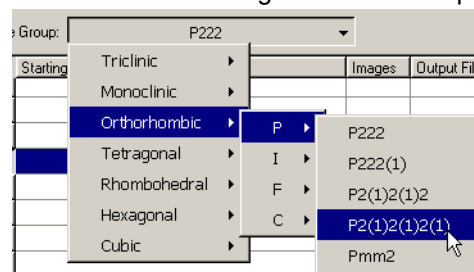 e Group: P222
Starting Images Output Fil
Triclinic
Monoclinic
Orthorhombic P P222
Tetragonal I P222(1)
Rhombohedral F P2(1)2(1)2
Hexagonal C P2(1)2(1)2(1)
Cubic Pmm2